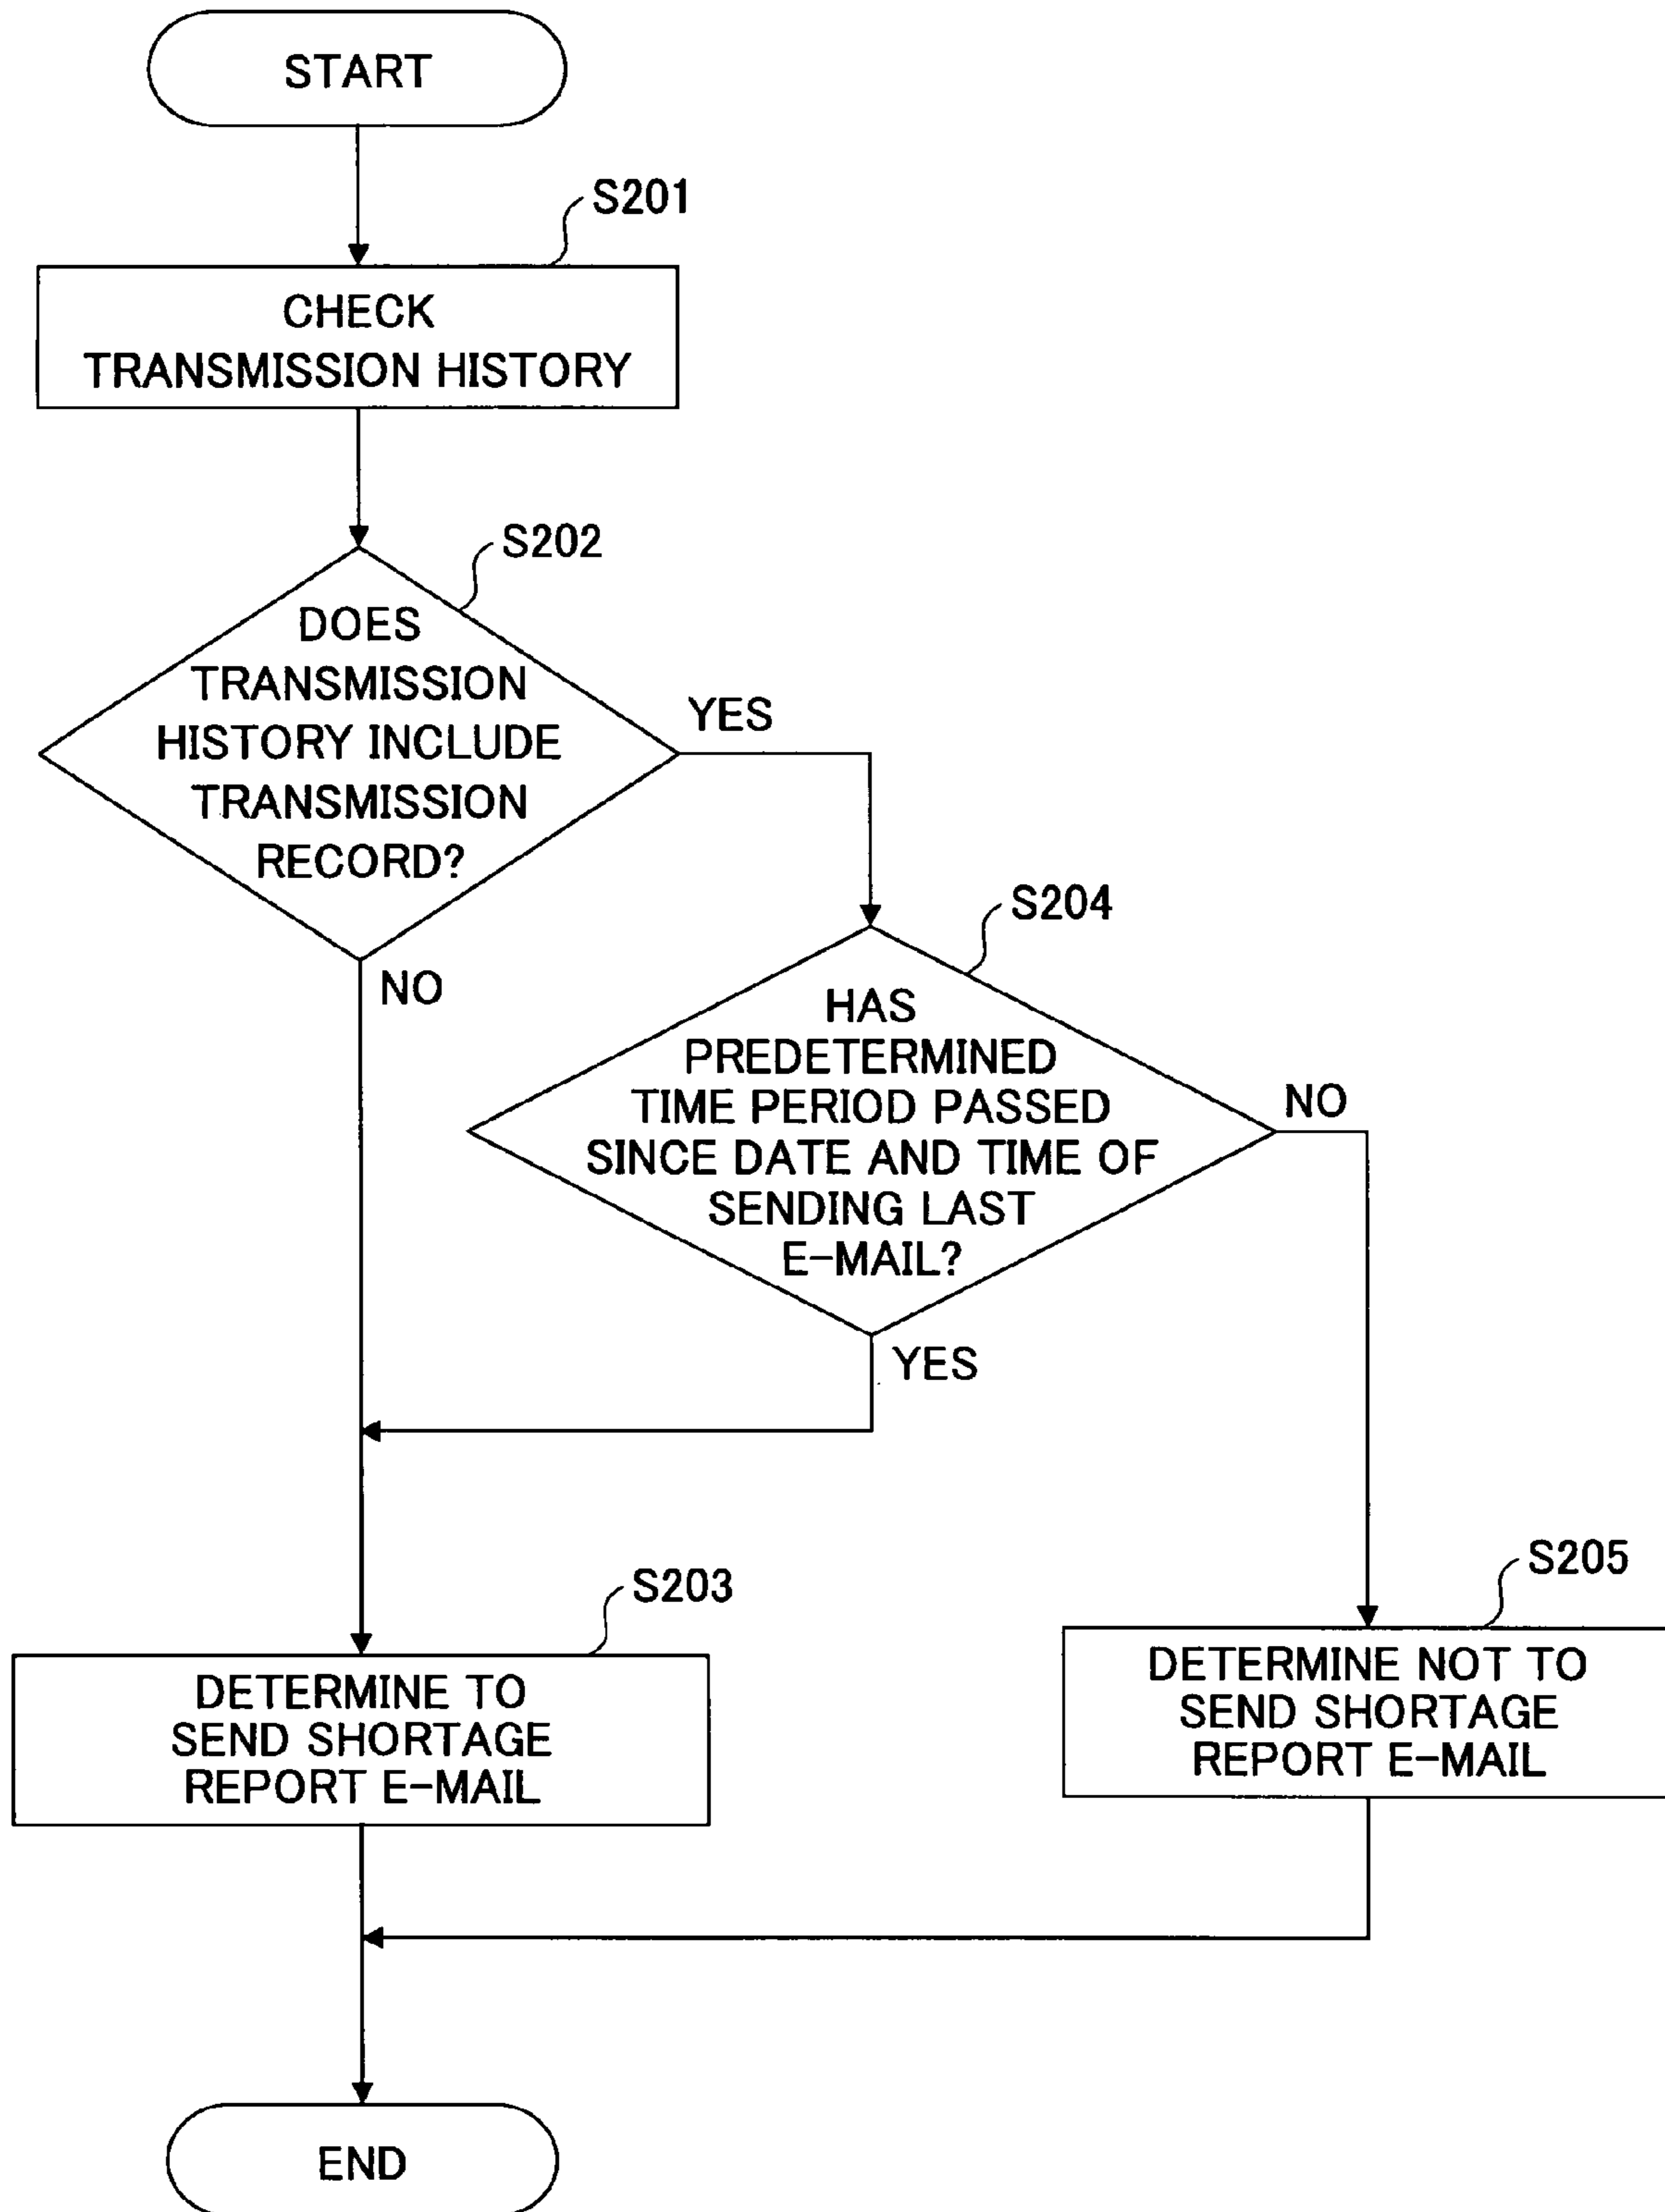 START
S201
CHECK
TRANSMISSION HISTORY
S202
DOES
TRANSMISSION
HISTORY INCLUDE
TRANSMISSION
RECORD?
YES
NO
S204
HAS
PREDETERMINED
TIME PERIOD PASSED
SINCE DATE AND TIME OF
SENDING LAST
E-MAIL?
NO
YES
S203
DETERMINE TO
SEND SHORTAGE
REPORT E-MAIL
S205
DETERMINE NOT TO
SEND SHORTAGE
REPORT E-MAIL
END